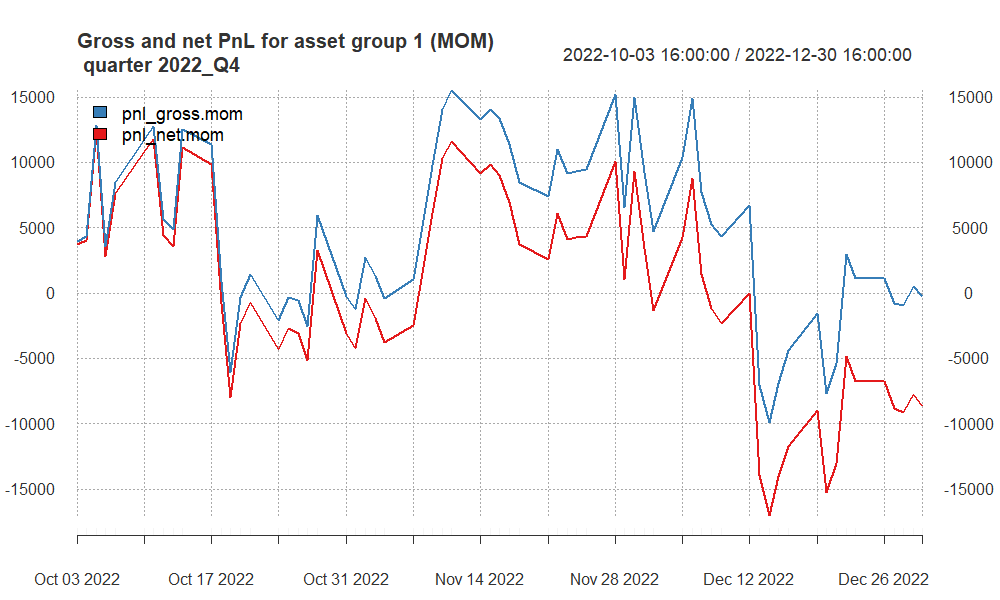 Gross and net PnL for asset group 1 (MOM)
quarter 2022_Q4
2022-10-03 16:00:00 / 2022-12-30 16:00:00
pnl_gross.mom
pnl_net.mom
15000
10000
5000
0
-5000
-10000
-15000
15000
10000
5000
0
-5000
-10000
-15000
Oct 03 2022 Oct 17 2022 Oct 31 2022 Nov 14 2022 Nov 28 2022 Dec 12 2022 Dec 26 2022